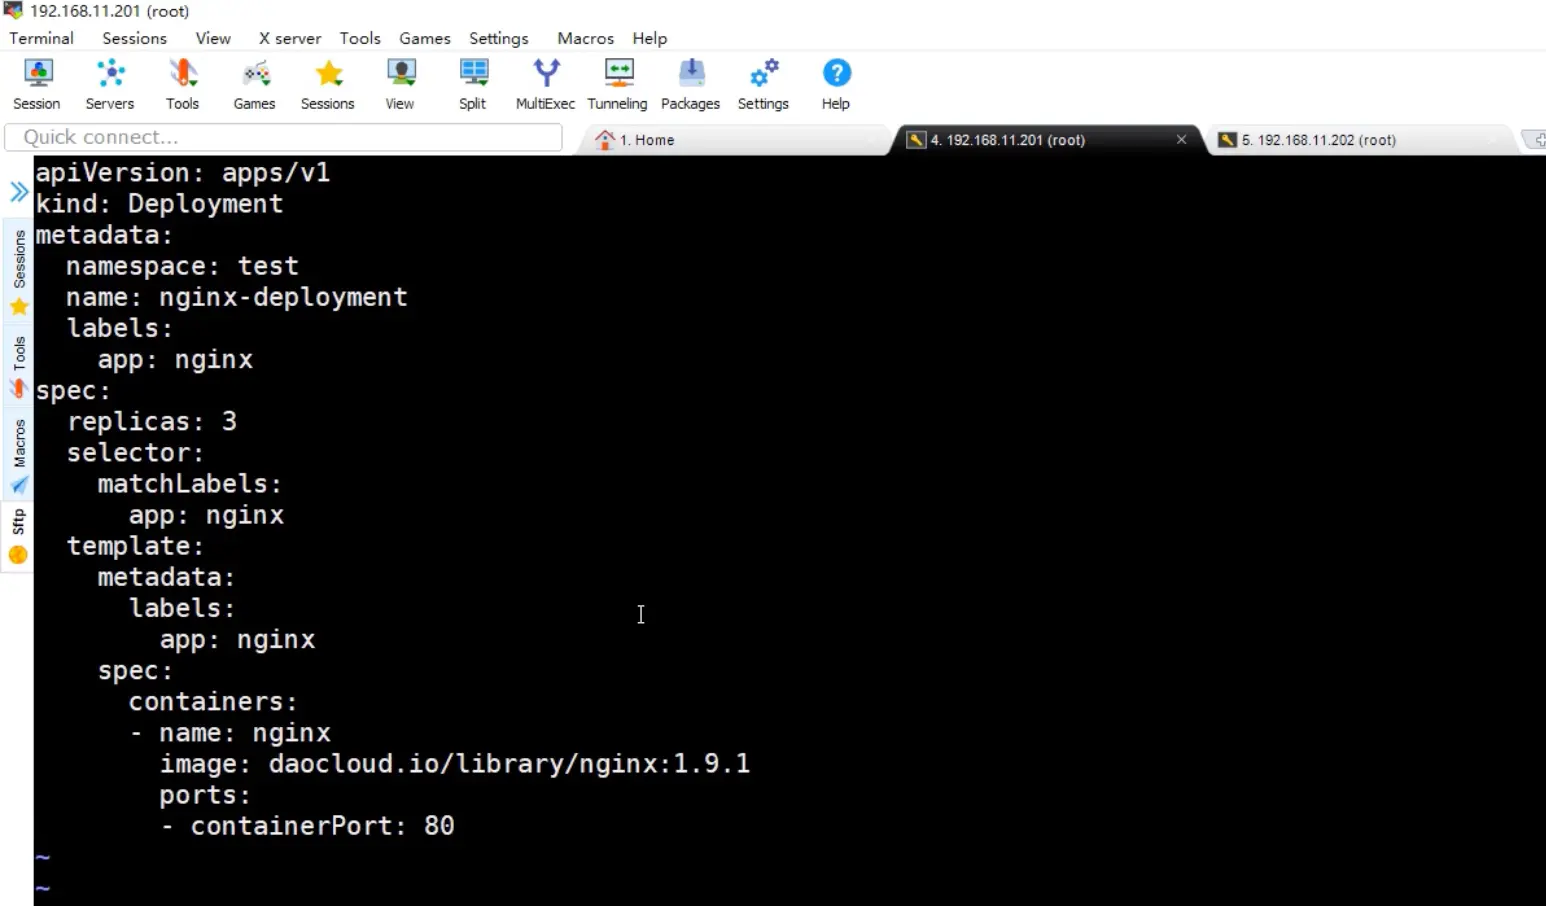 192.168.11.201 (root)
Terminal Sessions View X server Tools Games Settings Macros Help
Session Servers Tools Games Sessions View Split MultiExec Tunneling Packages Settings Help
Quick connect...
1. Home
4. 192.168.11.201 (root)
5. 192.168.11.202 (root)
Sessions
Tools
Macros
Sftp
apiVersion: apps/v1
kind: Deployment
metadata:
  namespace: test
  name: nginx-deployment
  labels:
    app: nginx
spec:
  replicas: 3
  selector:
    matchLabels:
      app: nginx
  template:
    metadata:
      labels:
        app: nginx
    spec:
      containers:
      - name: nginx
        image: daocloud.io/library/nginx:1.9.1
        ports:
        - containerPort: 80
~
~